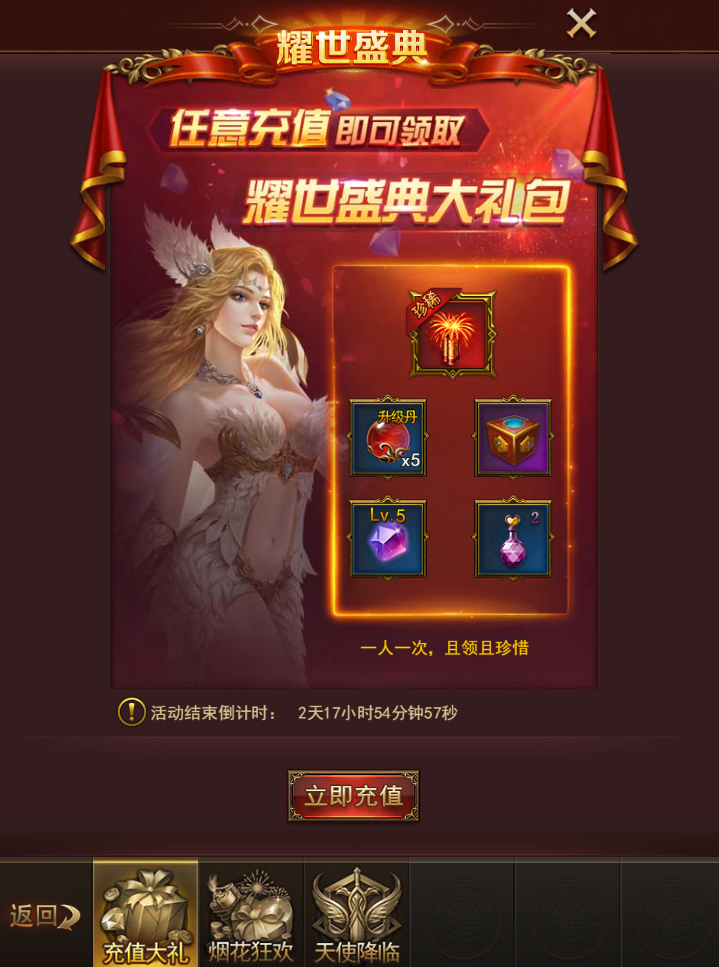 耀世盛典
任意充值即可领取
耀世盛典大礼包
珍稀
升级丹
x5
Lv.5
2
一人一次，且领且珍惜
活动结束倒计时： 2天17小时54分钟57秒
立即充值
返回 充值大礼 烟花狂欢 天使降临